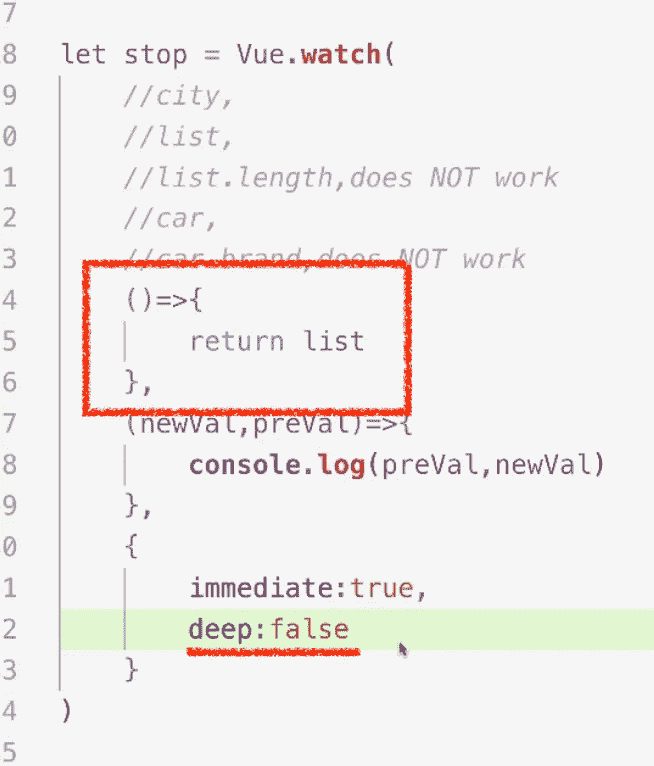 7
8 let stop = Vue.watch(
9 //city,
0 //list,
1 //list.length,does NOT work
2 //car,
3 //car.brand,does NOT work
4 ()=>{
5 return list
6 },
7 (newVal,preVal)=>{
8 console.log(preVal,newVal)
9 },
0 {
1 immediate:true,
2 deep:false
3 }
4 )
5